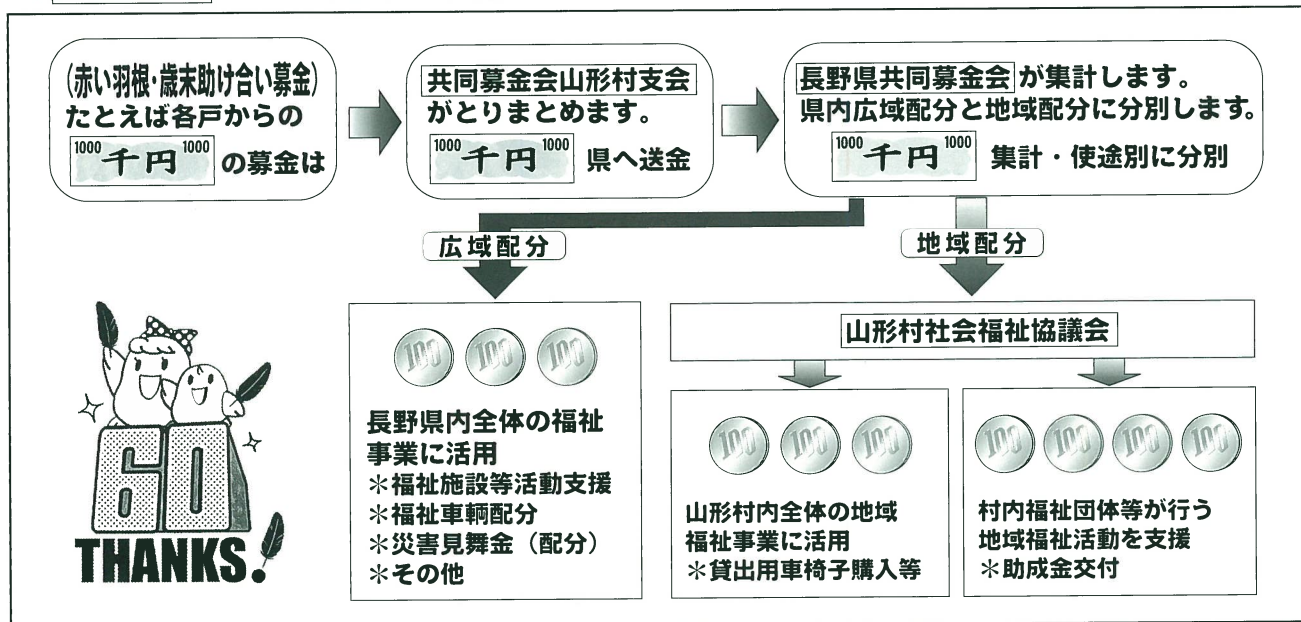 (赤い羽根・歳末助け合い募金)
たとえば各戸からの
1000 千円 1000 の募金は
共同募金会山形村支会
がとりまとめます。
1000 千円 1000 県へ送金
長野県共同募金会 が集計します。
県内広域配分と地域配分に分別します。
1000 千円 1000 集計・使途別に分別
広域配分
地域配分
100 100 100
長野県内全体の福祉
事業に活用
＊福祉施設等活動支援
＊福祉車輌配分
＊災害見舞金（配分）
＊その他
山形村社会福祉協議会
100 100 100
山形村内全体の地域
福祉事業に活用
＊貸出用車椅子購入等
100 100 100 100
村内福祉団体等が行う
地域福祉活動を支援
＊助成金交付
60
THANKS!